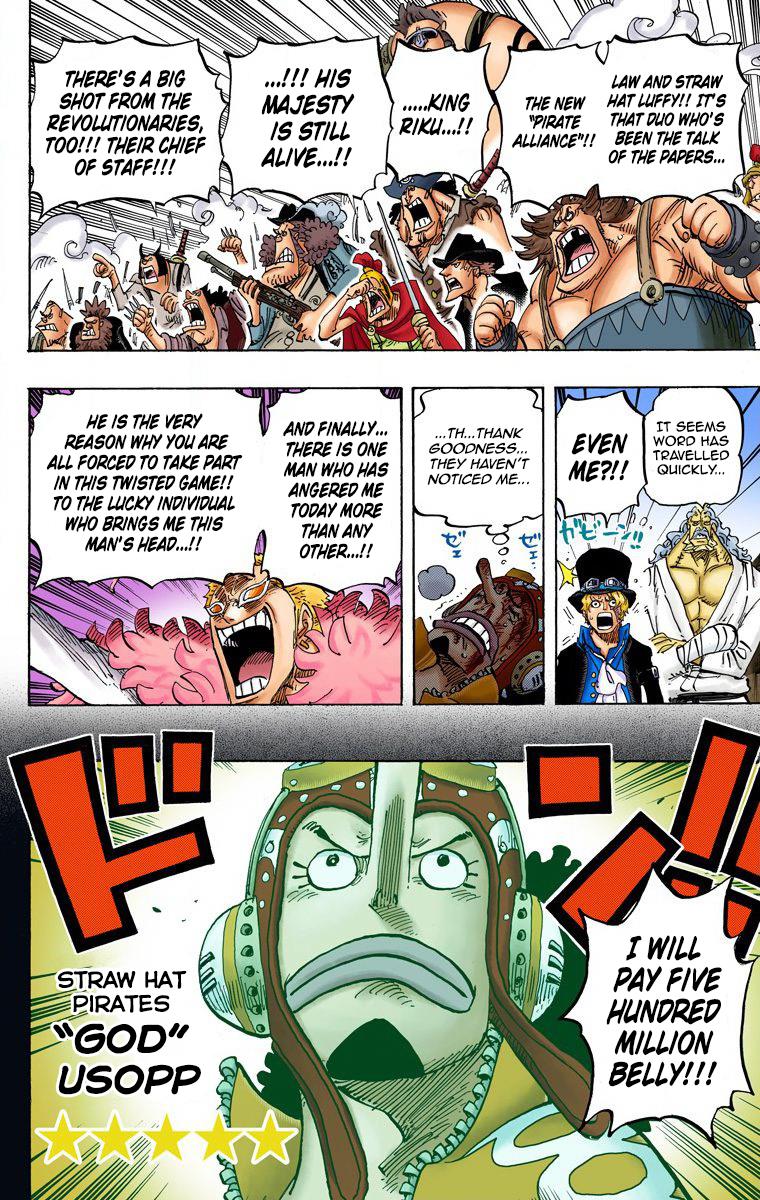 LAW AND STRAW
HAT LUFFY!! IT'S
THAT DUO WHO'S
BEEN THE TALK
OF THE PAPERS...
THE NEW
"PIRATE
ALLIANCE"!!
.....KING
RIKU...!!
...!!! HIS
MAJESTY
IS STILL
ALIVE...!!
THERE'S A BIG
SHOT FROM THE
REVOLUTIONARIES,
TOO!!! THEIR CHIEF
OF STAFF!!!
IT SEEMS
WORD HAS
TRAVELLED
QUICKLY...
EVEN
ME?!!
ガビーン!!
...TH...THANK
GOODNESS...
THEY HAVEN'T
NOTICED ME...
ゼェ
ゼェ
AND FINALLY...
THERE IS ONE
MAN WHO HAS
ANGERED ME
TODAY MORE
THAN ANY
OTHER...!!
HE IS THE VERY
REASON WHY YOU ARE
ALL FORCED TO TAKE PART
IN THIS TWISTED GAME!!
TO THE LUCKY INDIVIDUAL
WHO BRINGS ME THIS
MAN'S HEAD...!!
ドン!!
I WILL
PAY FIVE
HUNDRED
MILLION
BELLY!!!
STRAW HAT
PIRATES
"GOD"
USOPP